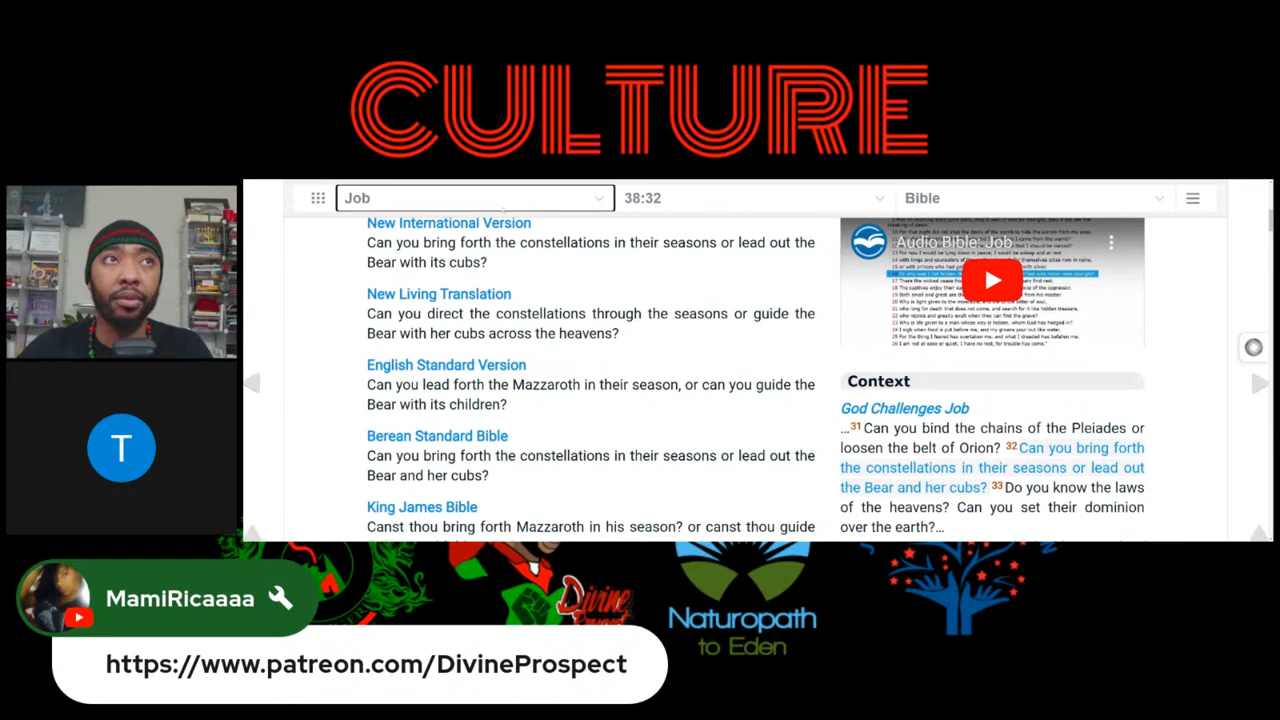 CULTURE
Job
38:32
Bible
New International Version
Can you bring forth the constellations in their seasons or lead out the
Bear with its cubs?
New Living Translation
Can you direct the constellations through the seasons or guide the
Bear with her cubs across the heavens?
English Standard Version
Can you lead forth the Mazzaroth in their season, or can you guide the
Bear with its children?
Berean Standard Bible
Can you bring forth the constellations in their seasons or lead out the
Bear and her cubs?
King James Bible
Canst thou bring forth Mazzaroth in his season? or canst thou guide
Audio Bible: Job
Context
God Challenges Job
...31 Can you bind the chains of the Pleiades or
loosen the belt of Orion? 32 Can you bring forth
the constellations in their seasons or lead out
the Bear and her cubs? 33 Do you know the laws
of the heavens? Can you set their dominion
over the earth?...
T
Divine
Naturopath
to Eden
MamiRicaaaa
https://www.patreon.com/DivineProspect